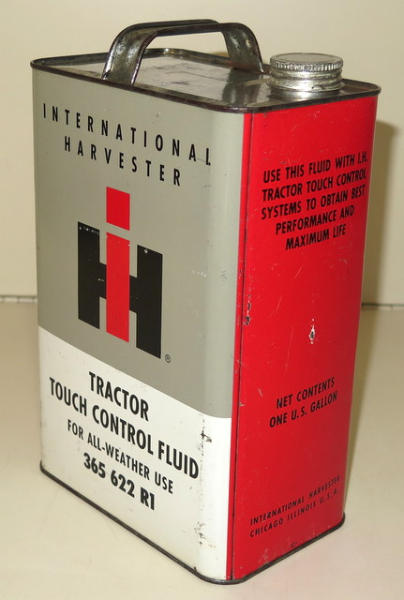 INTERNATIONAL
HARVESTER
IH
®
TRACTOR
TOUCH CONTROL FLUID
FOR ALL-WEATHER USE
365 622 R1
USE THIS FLUID WITH I.H.
TRACTOR TOUCH CONTROL
SYSTEMS TO OBTAIN BEST
PERFORMANCE AND
MAXIMUM LIFE
NET CONTENTS
ONE U.S. GALLON
INTERNATIONAL HARVESTER
CHICAGO ILLINOIS U.S.A.